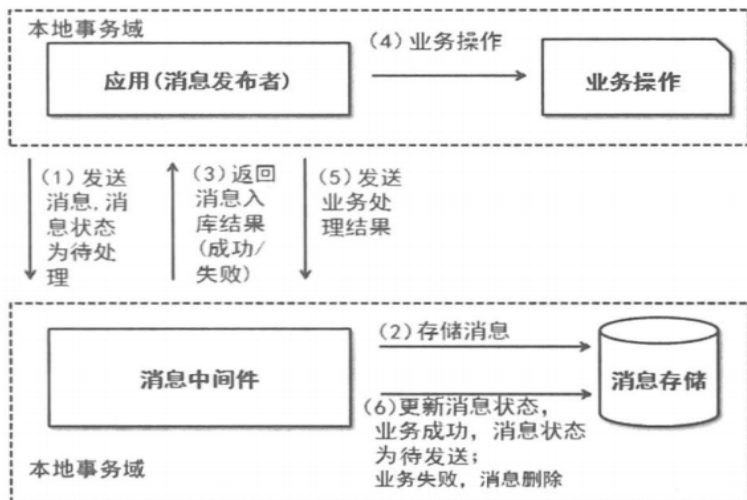 本地事务域
应用(消息发布者)
(4)业务操作
业务操作
(1)发送
消息,消
息状态
为待处
理
(3)返回
消息入
库结果
(成功/
失败)
(5)发送
业务处
理结果
消息中间件
(2)存储消息
消息存储
(6)更新消息状态,
业务成功,消息状态
为待发送;
业务失败,消息删除
本地事务域